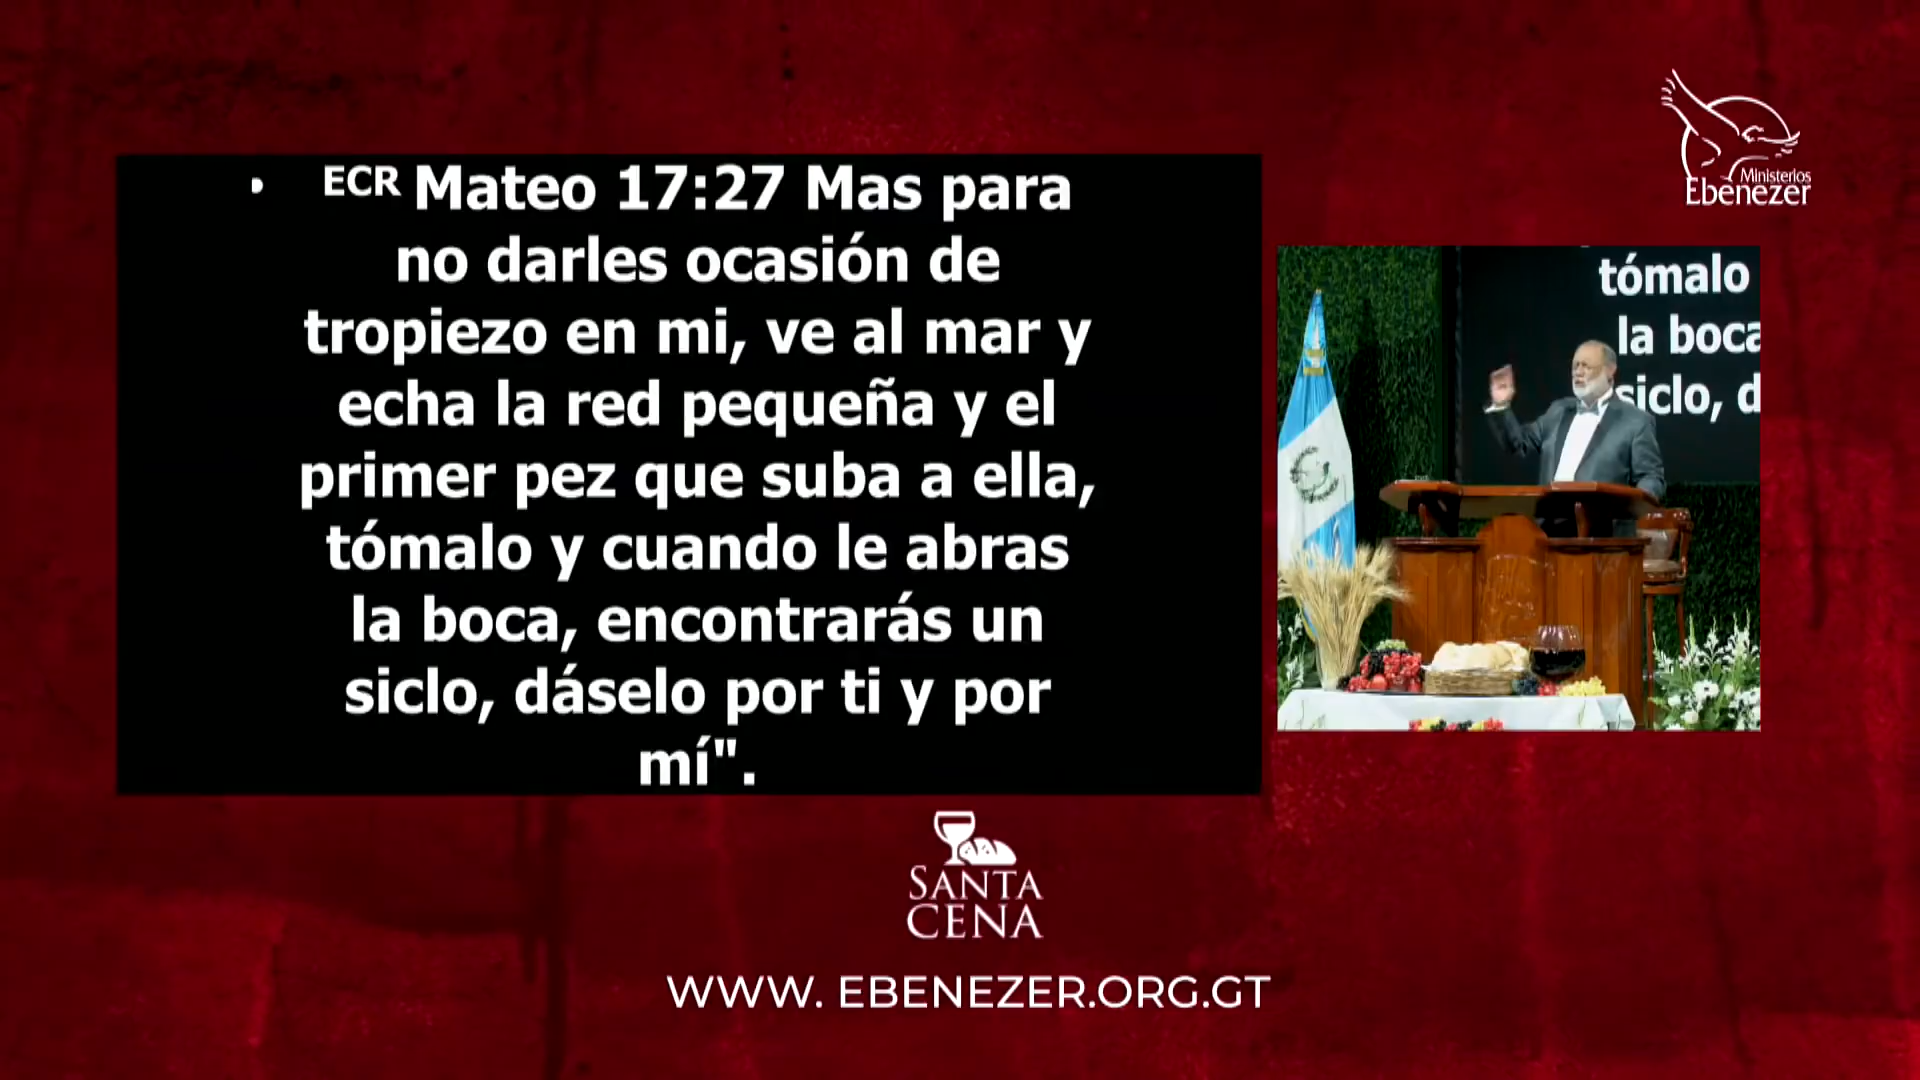 • ECR Mateo 17:27 Mas para
no darles ocasión de
tropiezo en mi, ve al mar y
echa la red pequeña y el
primer pez que suba a ella,
tómalo y cuando le abras
la boca, encontrarás un
siclo, dáselo por ti y por
mí".
Ministerios
Ebenezer
tómalo
la boca
siclo, d
SANTA
CENA
WWW. EBENEZER.ORG.GT